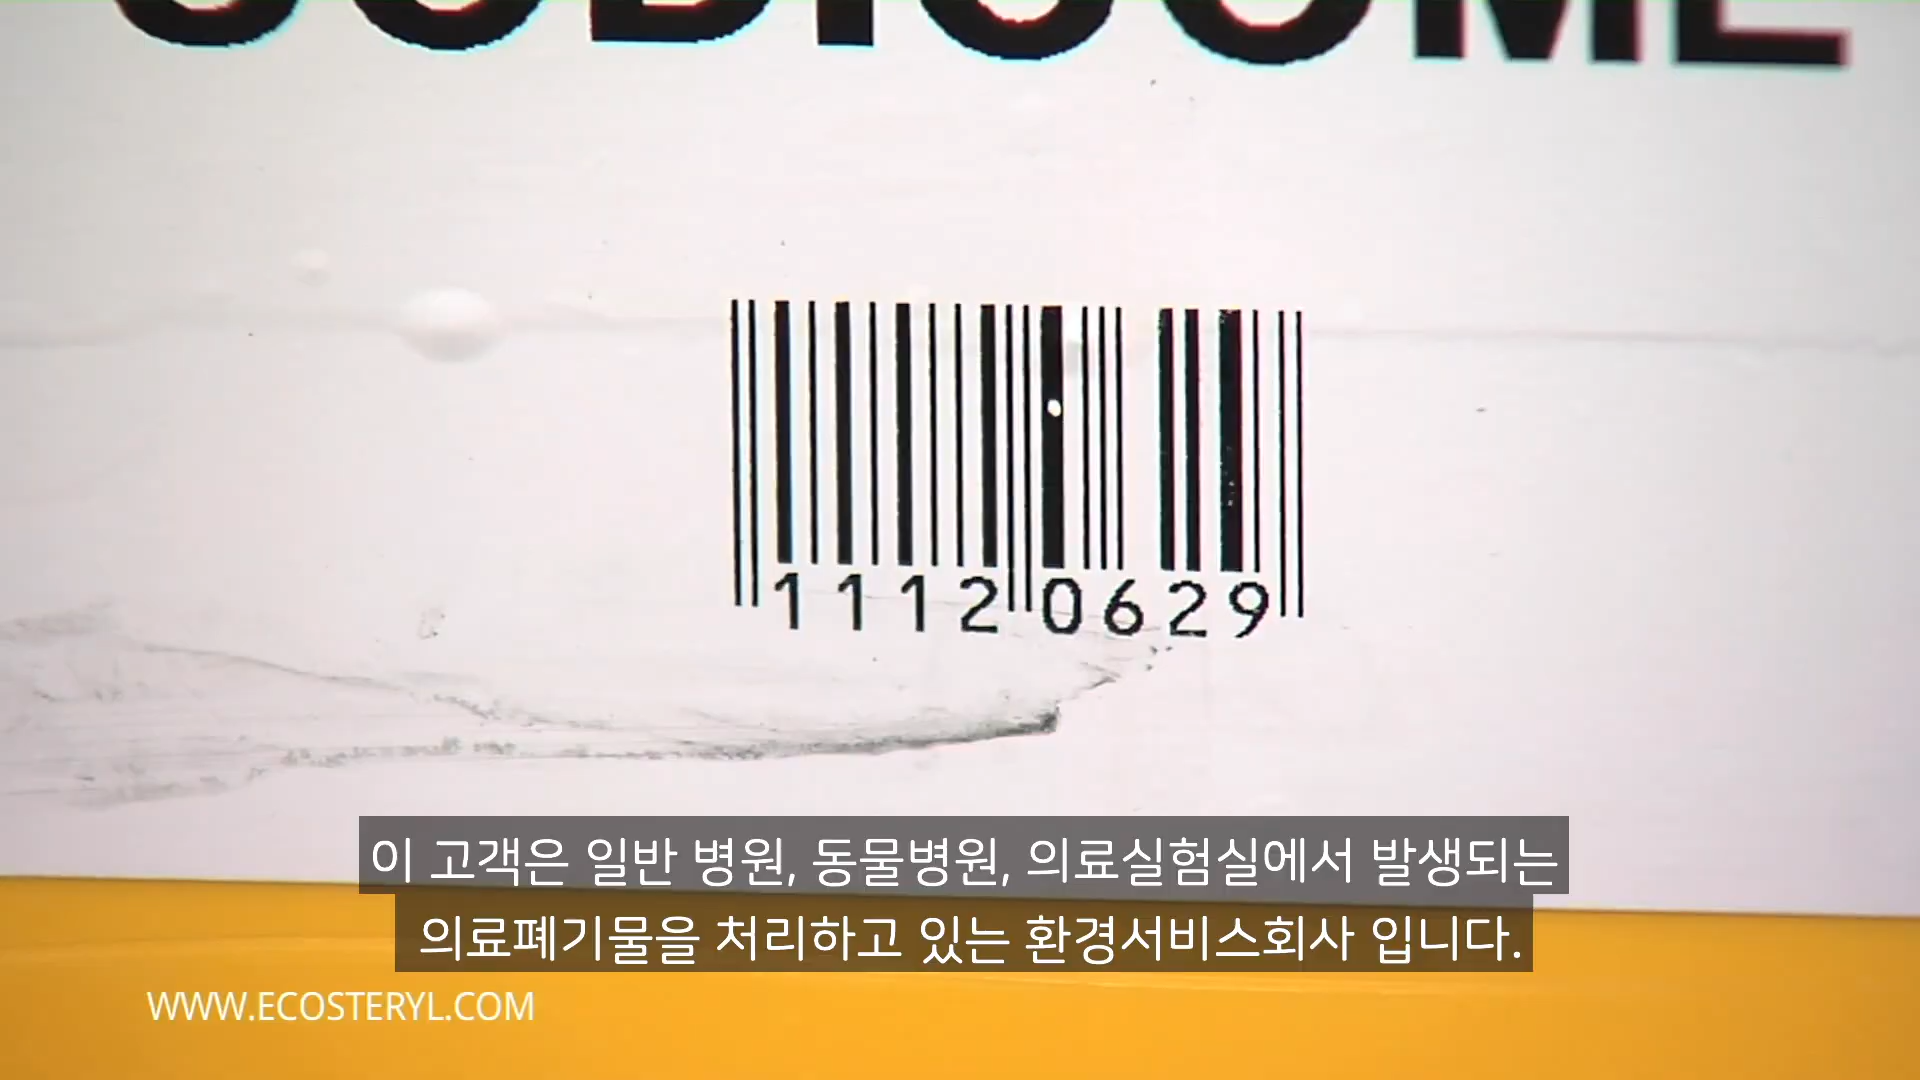 11120629
이 고객은 일반 병원, 동물병원, 의료실험실에서 발생되는
의료폐기물을 처리하고 있는 환경서비스회사 입니다.
WWW.ECOSTERYL.COM